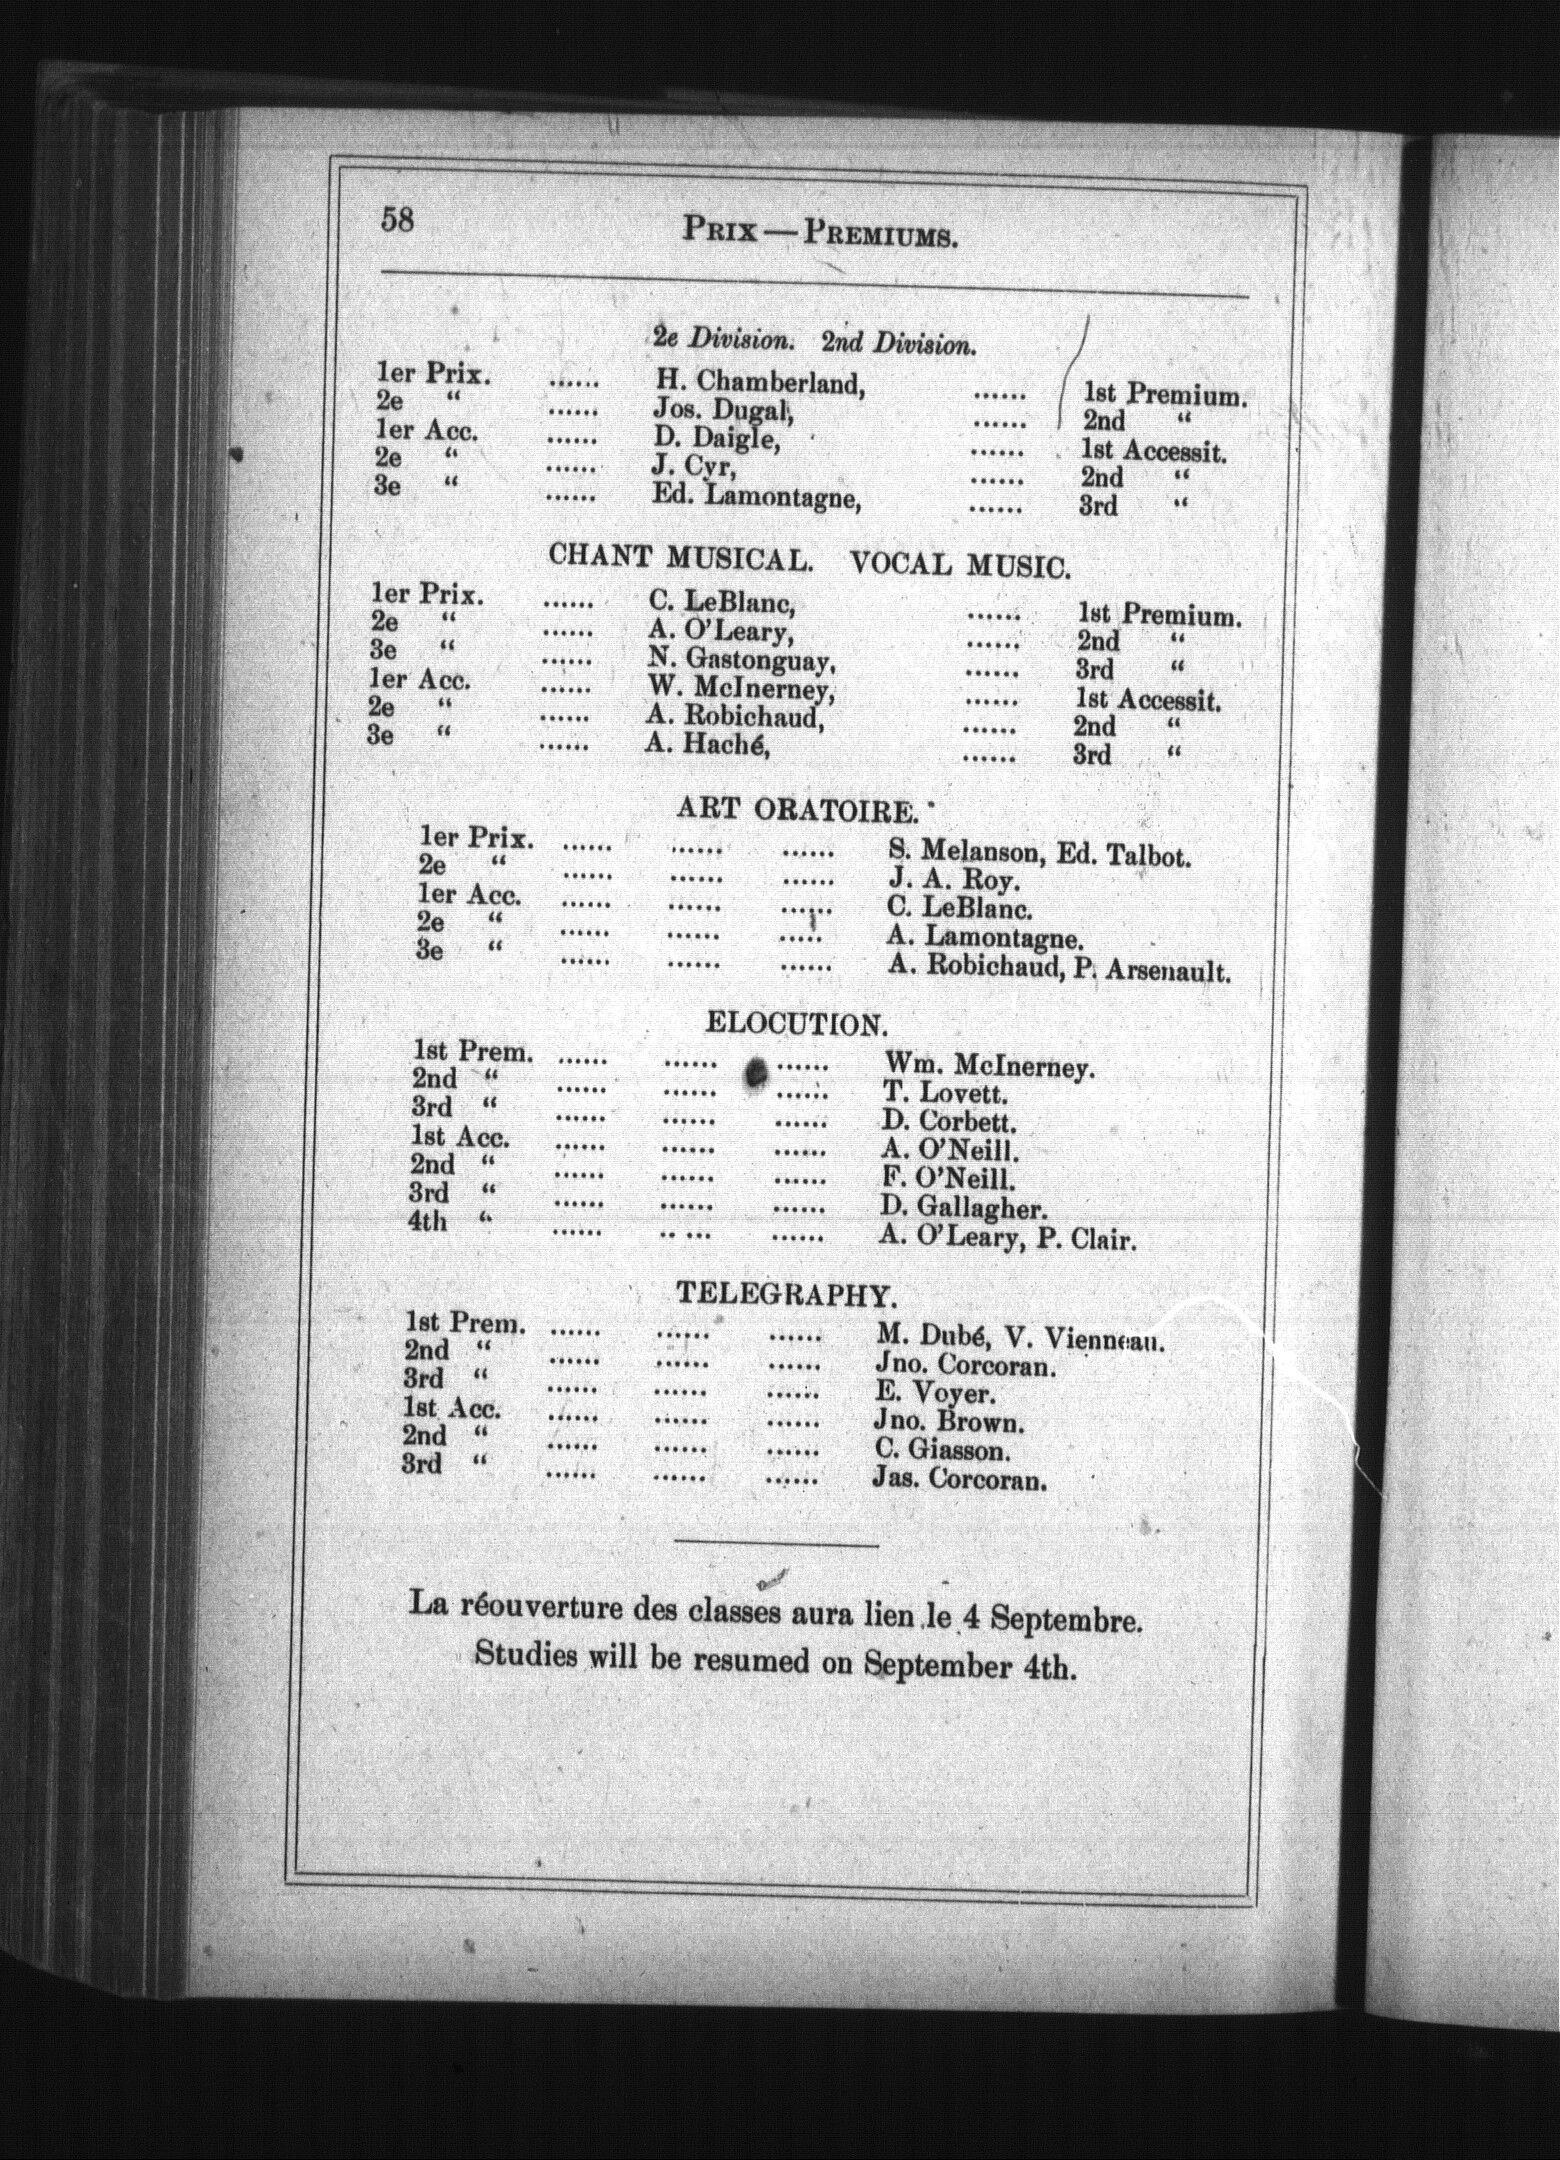 58
PRIX — PREMIUMS.
2e Division. 2nd Division.
1er Prix. ...... H. Chamberland, ...... 1st Premium.
2e “ ...... Jos. Dugal, ...... 2nd “
1er Acc. ...... D. Daigle, ...... 1st Accessit.
2e “ ...... J. Cyr, ...... 2nd “
3e “ ...... Ed. Lamontagne, ...... 3rd “
CHANT MUSICAL. VOCAL MUSIC.
1er Prix. ...... C. LeBlanc, ...... 1st Premium.
2e “ ...... A. O'Leary, ...... 2nd “
3e “ ...... N. Gastonguay, ...... 3rd “
1er Acc. ...... W. McInerney, ...... 1st Accessit.
2e “ ...... A. Robichaud, ...... 2nd “
3e “ ...... A. Haché, ...... 3rd “
ART ORATOIRE.
1er Prix. ...... ...... ...... S. Melanson, Ed. Talbot.
2e “ ...... ...... ...... J. A. Roy.
1er Acc. ...... ...... ...... C. LeBlanc.
2e “ ...... ...... ..... A. Lamontagne.
3e “ ...... ...... ...... A. Robichaud, P. Arsenault.
ELOCUTION.
1st Prem. ...... ...... ...... Wm. McInerney.
2nd “ ...... ...... ...... T. Lovett.
3rd “ ...... ...... ...... D. Corbett.
1st Acc. ...... ...... ...... A. O'Neill.
2nd “ ...... ...... ...... F. O'Neill.
3rd “ ...... ...... ...... D. Gallagher.
4th “ ...... .. ... ...... A. O'Leary, P. Clair.
TELEGRAPHY.
1st Prem. ...... ...... ...... M. Dubé, V. Vienneau.
2nd “ ...... ...... ...... Jno. Corcoran.
3rd “ ...... ...... ...... E. Voyer.
1st Acc. ...... ...... ...... Jno. Brown.
2nd “ ...... ...... ...... C. Giasson.
3rd “ ...... ...... ...... Jas. Corcoran.
La réouverture des classes aura lien le 4 Septembre.
Studies will be resumed on September 4th.